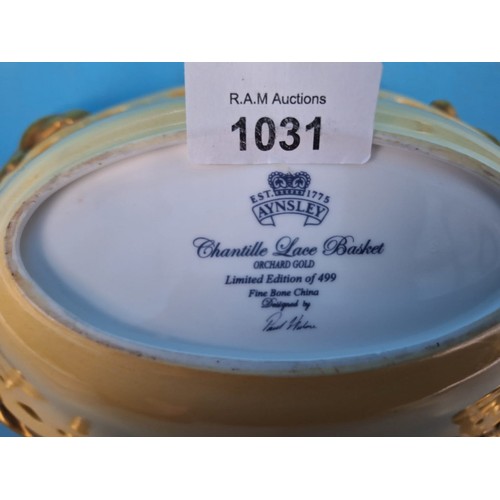 R.A.M Auctions
1031
EST. 1775
AYNSLEY
Chantille Lace Basket
ORCHARD GOLD
Limited Edition of 499
Fine Bone China
Designed by